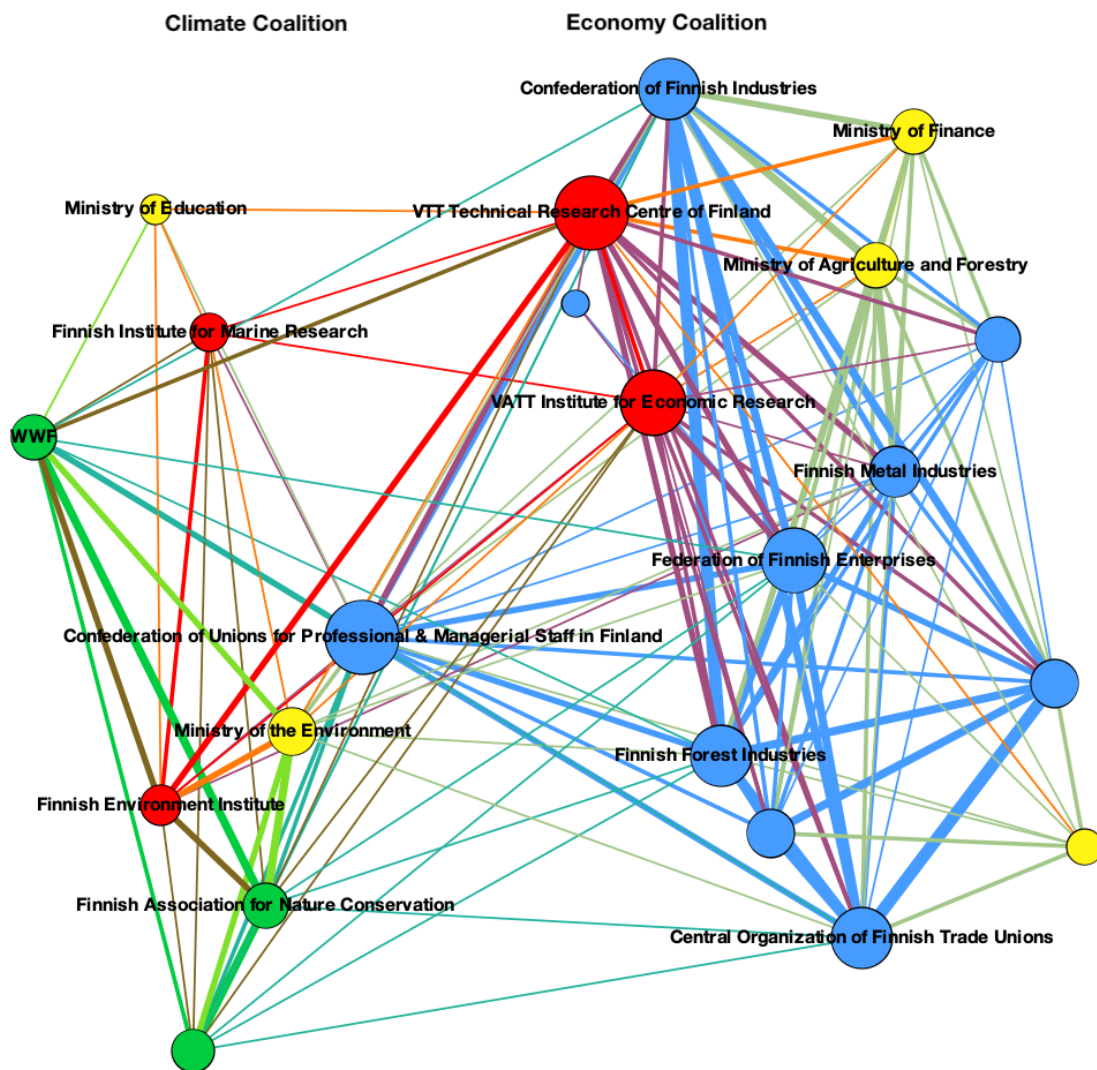 Climate Coalition
Economy Coalition
Confederation of Finnish Industries
Ministry of Finance
Ministry of Education
VTT Technical Research Centre of Finland
Ministry of Agriculture and Forestry
Finnish Institute for Marine Research
VATT Institute for Economic Research
WWF
Finnish Metal Industries
Federation of Finnish Enterprises
Confederation of Unions for Professional & Managerial Staff in Finland
Ministry of the Environment
Finnish Forest Industries
Finnish Environment Institute
Finnish Association for Nature Conservation
Central Organization of Finnish Trade Unions